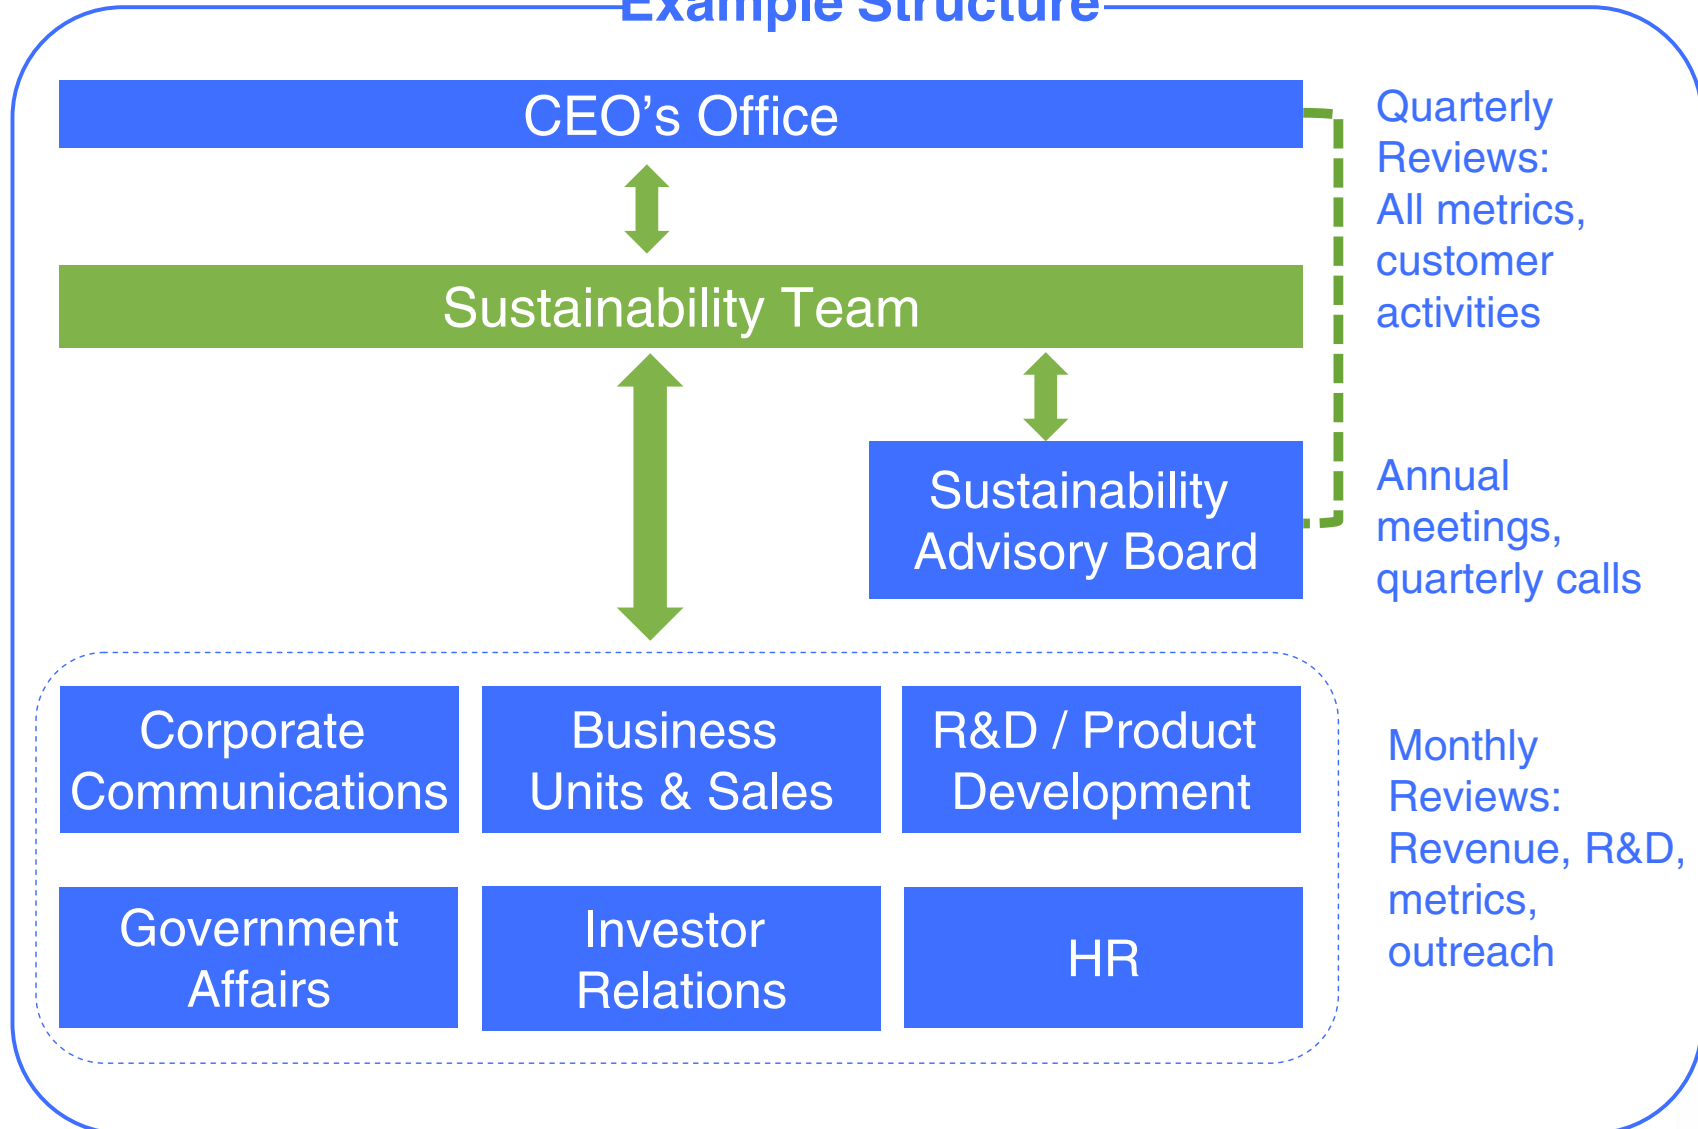 Example Structure
CEO's Office
Quarterly
Reviews:
All metrics,
customer
activities
Sustainability Team
Sustainability
Advisory Board
Annual
meetings,
quarterly calls
Corporate
Communications
Business
Units & Sales
R&D / Product
Development
Monthly
Reviews:
Revenue, R&D,
metrics,
outreach
Government
Affairs
Investor
Relations
HR